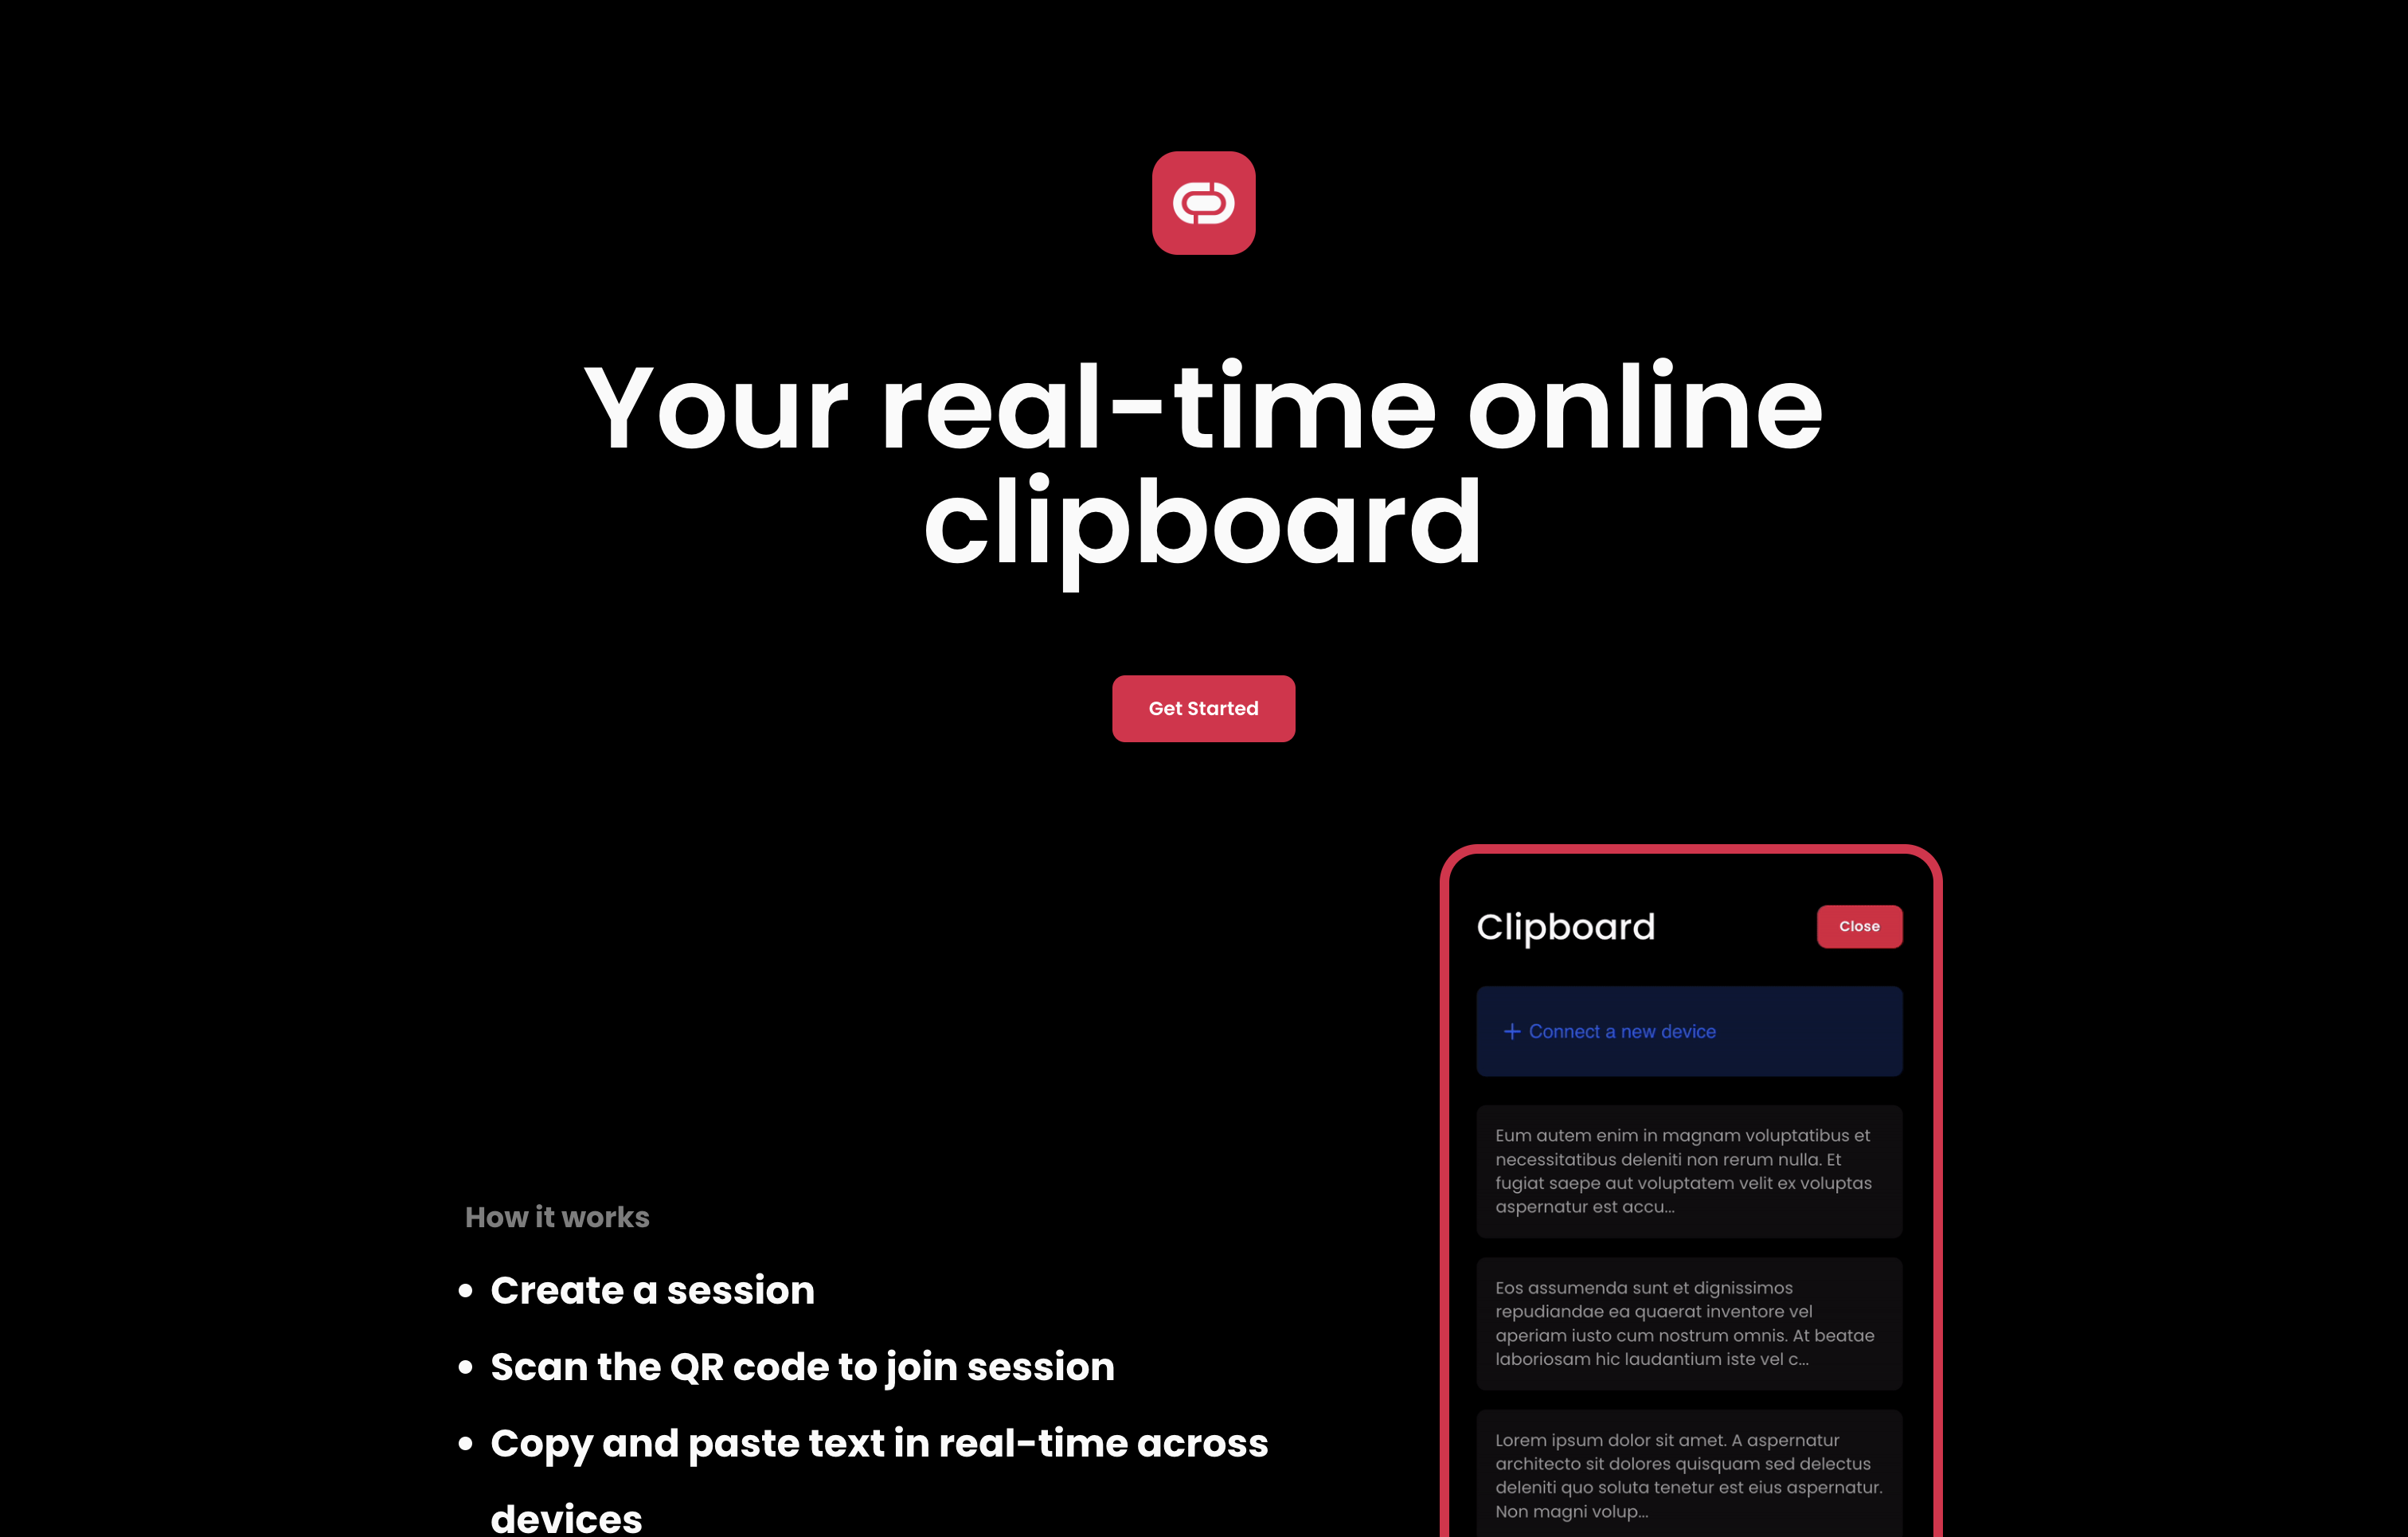 Your real-time online
clipboard
Get Started
Clipboard
Close
+ Connect a new device
Eum autem enim in magnam voluptatibus et
necessitatibus deleniti non rerum nulla. Et
fugiat saepe aut voluptatem velit ex voluptas
aspernatur est accu...
Eos assumenda sunt et dignissimos
repudiandae ea quaerat inventore vel
aperiam iusto cum nostrum omnis. At beatae
laboriosam hic laudantium iste vel c...
Lorem ipsum dolor sit amet. A aspernatur
architecto sit dolores quisquam sed delectus
deleniti quo soluta tenetur est eius aspernatur.
Non magni volup...
How it works
• Create a session
• Scan the QR code to join session
• Copy and paste text in real-time across
devices